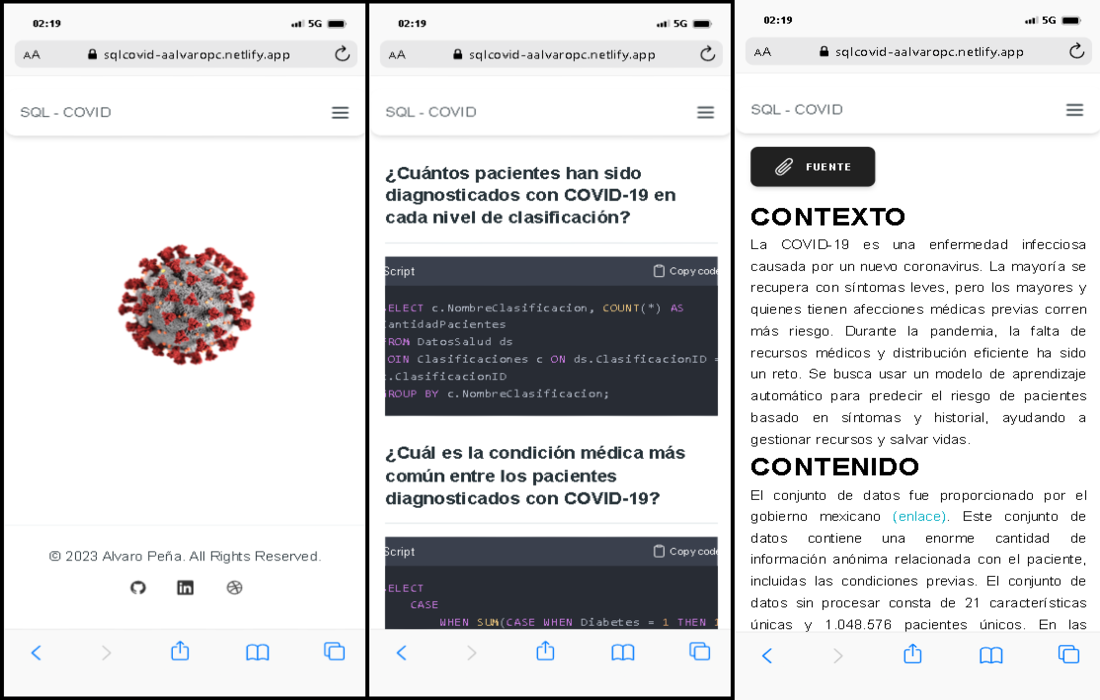 02:19
5G
AA
sqlcovid-aalvaropc.netlify.app
SQL - COVID
© 2023 Alvaro Peña. All Rights Reserved.
02:19
5G
AA
sqlcovid-aalvaropc.netlify.app
SQL - COVID
¿Cuántos pacientes han sido
diagnosticados con COVID-19 en
cada nivel de clasificación?
Script
Copy code
ELECT c.NombreClasificacion, COUNT(*) AS
antidadPacientes
ROM DatosSalud ds
OIN Clasificaciones c ON ds.ClasificacionID =
.ClasificacionID
ROUP BY c.NombreClasificacion;
¿Cuál es la condición médica más
común entre los pacientes
diagnosticados con COVID-19?
Script
Copy code
ELECT
CASE
WHEN SUM(CASE WHEN Diabetes = 1 THEN 1
02:19
5G
AA
sqlcovid-aalvaropc.netlify.app
SQL - COVID
FUENTE
CONTEXTO
La COVID-19 es una enfermedad infecciosa
causada por un nuevo coronavirus. La mayoría se
recupera con síntomas leves, pero los mayores y
quienes tienen afecciones médicas previas corren
más riesgo. Durante la pandemia, la falta de
recursos médicos y distribución eficiente ha sido
un reto. Se busca usar un modelo de aprendizaje
automático para predecir el riesgo de pacientes
basado en síntomas y historial, ayudando a
gestionar recursos y salvar vidas.
CONTENIDO
El conjunto de datos fue proporcionado por el
gobierno mexicano (enlace). Este conjunto de
datos contiene una enorme cantidad de
información anónima relacionada con el paciente,
incluidas las condiciones previas. El conjunto de
datos sin procesar consta de 21 características
únicas y 1.048.576 pacientes únicos. En las